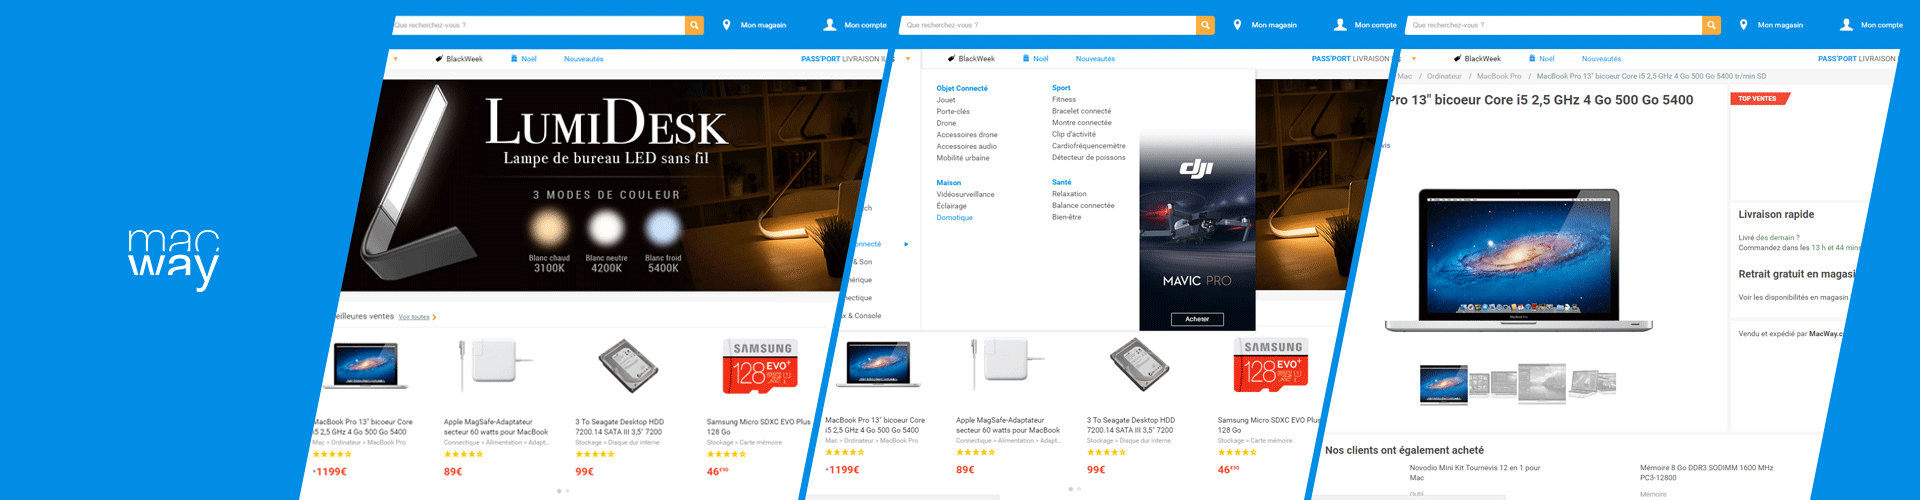 mac
way
Que recherchez-vous ?
Mon magasin
Mon compte
BlackWeek
Noël
Nouveautés
PASS'PORT LIVRAISON
LUMIDESK
Lampe de bureau LED sans fil
3 MODES DE COULEUR
Blanc chaud
3100K
Blanc neutre
4200K
Blanc froid
5400K
eilleures ventes Voir toutes
MacBook Pro 13" bicoeur Core
i5 2,5 GHz 4 Go 500 Go 5400
Mac > Ordinateur > MacBook Pro
1199€
Apple MagSafe-Adaptateur
secteur 60 watts pour MacBook
Connectique > Alimentation > Adapt...
89€
3 To Seagate Desktop HDD
7200.14 SATA III 3,5" 7200
Stockage > Disque dur interne
99€
SAMSUNG
128 EVO+
Samsung Micro SDXC EVO Plus
128 Go
Stockage > Carte mémoire
46€90
Que recherchez-vous ?
Mon magasin
Mon compte
BlackWeek
Noël
Nouveautés
PASS'PORT LIVRAISON
Objet Connecté
Jouet
Porte-clés
Drone
Accessoires drone
Accessoires audio
Mobilité urbaine
Maison
Vidéosurveillance
Éclairage
Domotique
Sport
Fitness
Bracelet connecté
Montre connectée
Clip d'activité
Cardiofréquencemètre
Détecteur de poissons
Santé
Relaxation
Balance connectée
Bien-être
dji
MAVIC PRO
Acheter
ch
onnecté
& Son
érique
nectique
x & Console
MacBook Pro 13" bicoeur Core
i5 2,5 GHz 4 Go 500 Go 5400
Mac > Ordinateur > MacBook Pro
1199€
Apple MagSafe-Adaptateur
secteur 60 watts pour MacBook
Connectique > Alimentation > Adapt...
89€
3 To Seagate Desktop HDD
7200.14 SATA III 3,5" 7200
Stockage > Disque dur interne
99€
SAMSUNG
128 EVO+
Samsung Micro SDXC EVO Plus
128 Go
Stockage > Carte mémoire
46€90
Que recherchez-vous ?
Mon magasin
Mon compte
BlackWeek
Noël
Nouveautés
PASS'PORT LIVRAISON
Mac / Ordinateur / MacBook Pro / MacBook Pro 13" bicoeur Core i5 2,5 GHz 4 Go 500 Go 5400 tr/min SD
Pro 13" bicoeur Core i5 2,5 GHz 4 Go 500 Go 5400
vis
MacBook Pro
TOP VENTES
Livraison rapide
Livré dès demain ?
Commandez dans les 13 h et 44 mins
Retrait gratuit en magasi
Voir les disponibilités en magasin
Vendu et expédié par MacWay.c
Nos clients ont également acheté
Novodio Mini Kit Tournevis 12 en 1 pour
Mac
Outil
Mémoire 8 Go DDR3 SODIMM 1600 MHz
PC3-12800
Mémoire